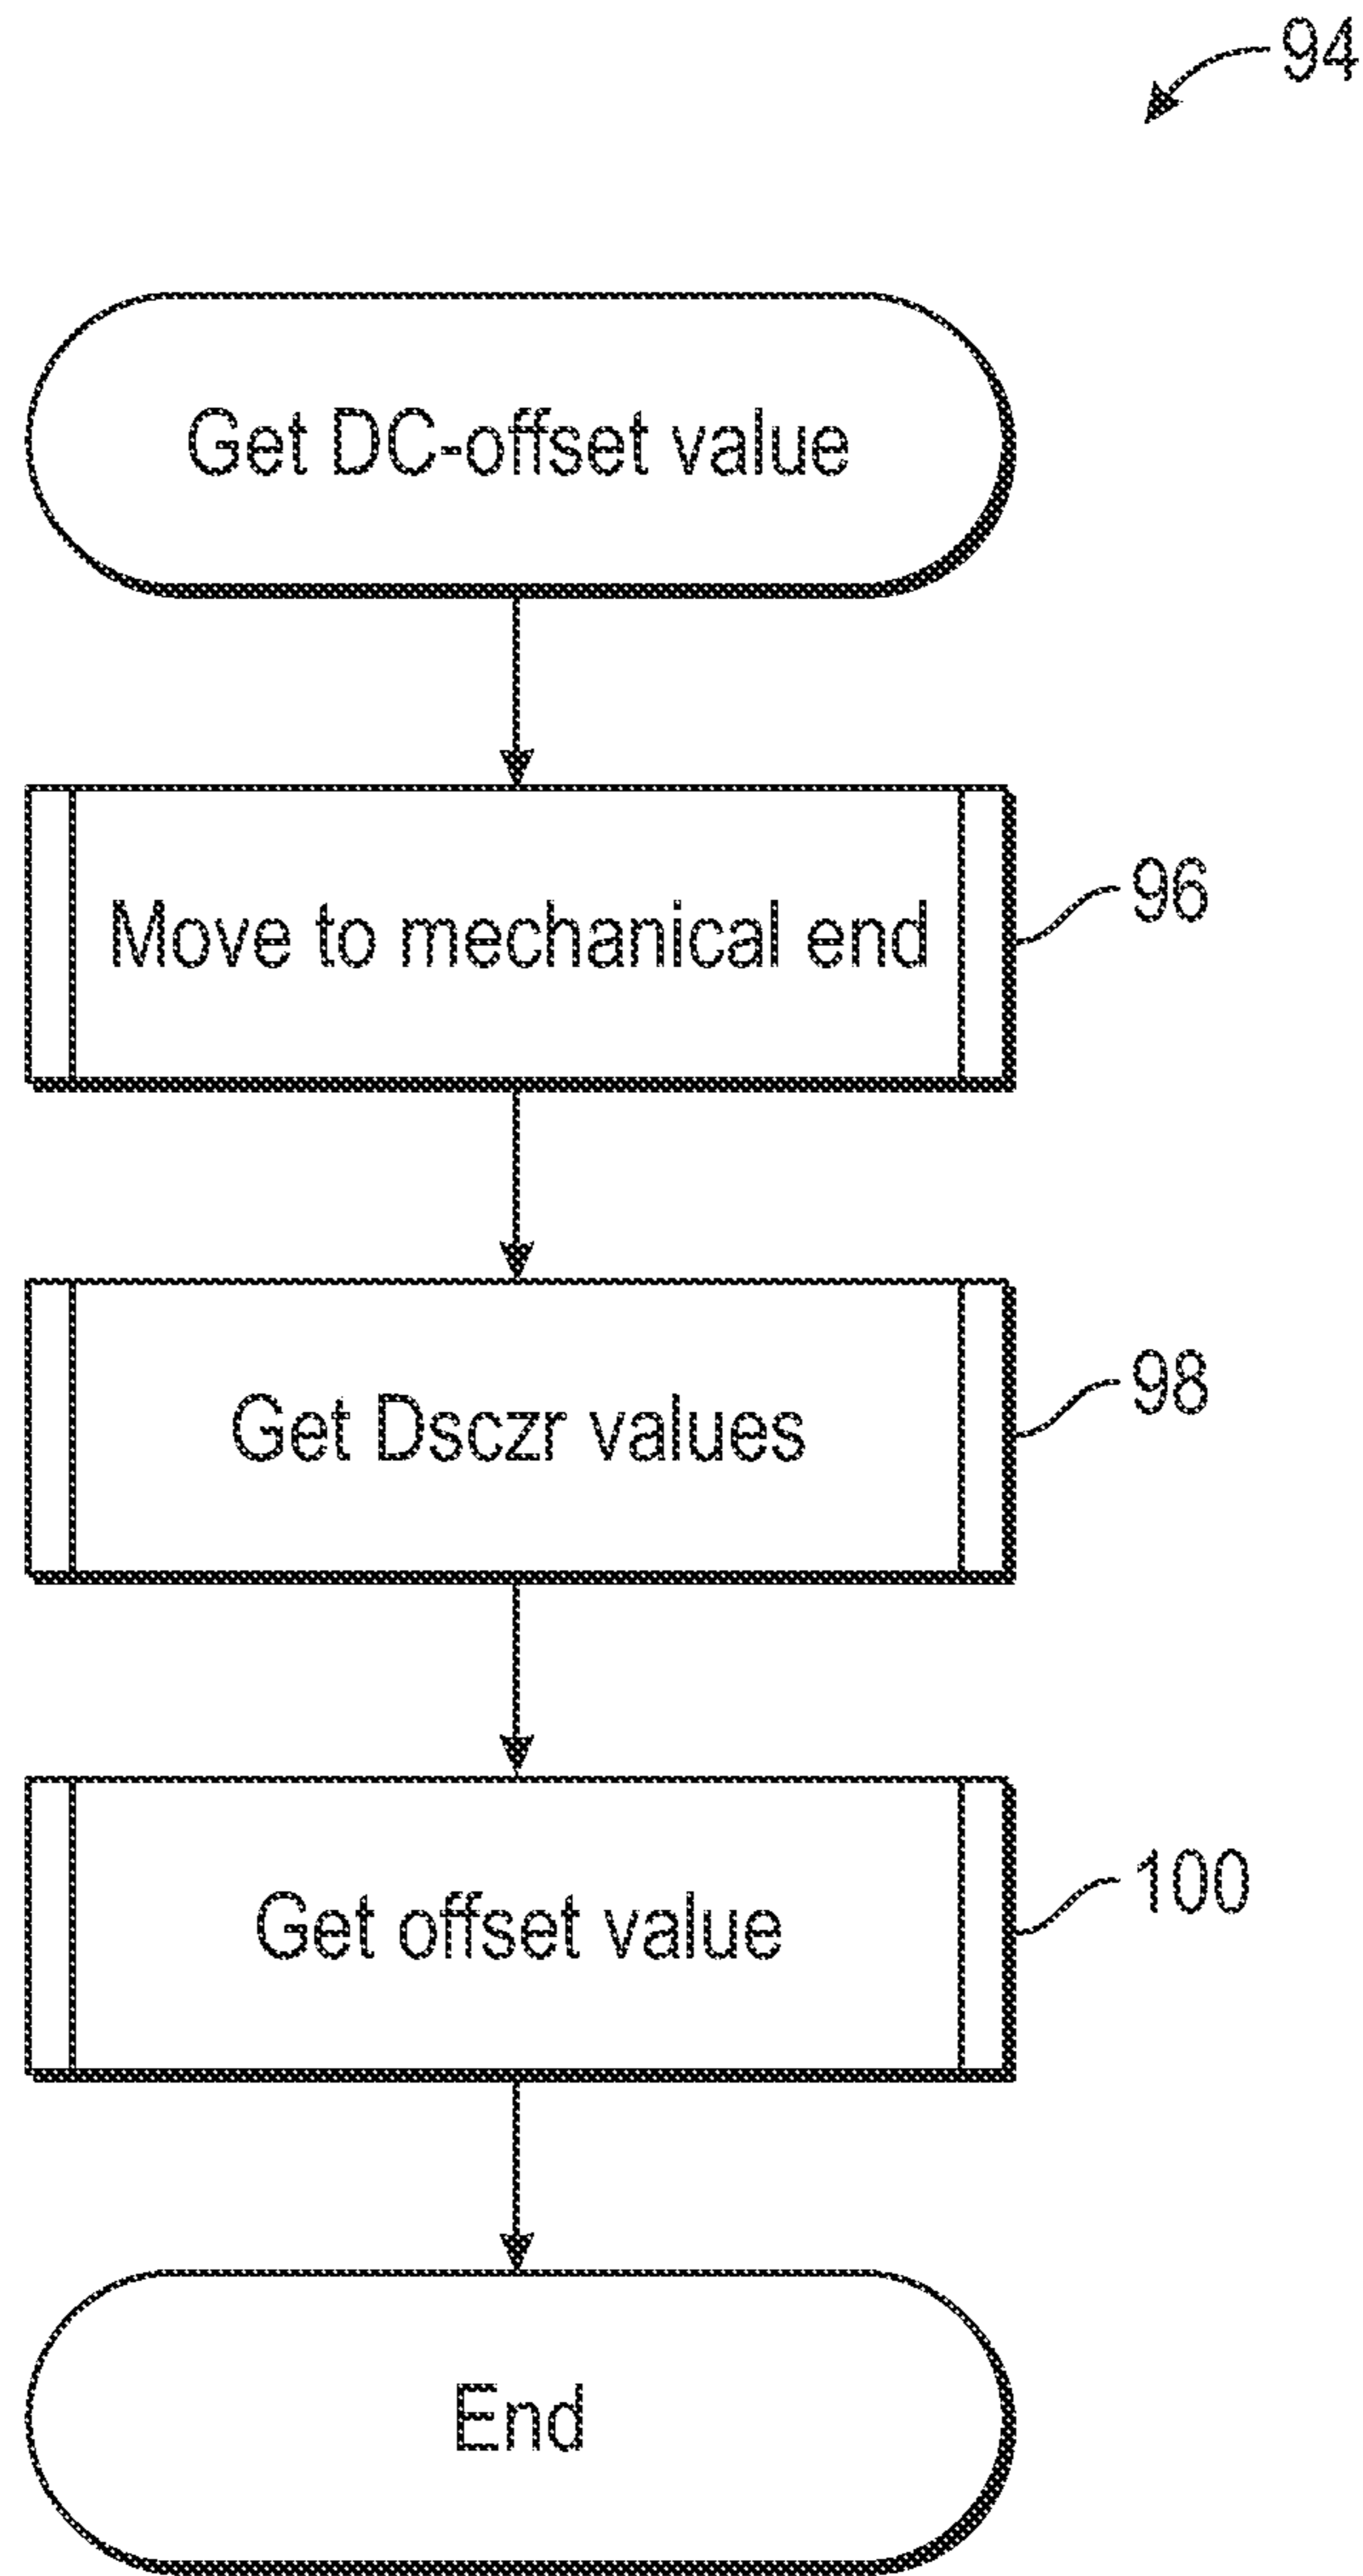 94
Get DC-offset value
Move to mechanical end
96
Get Dsczr values
98
Get offset value
100
End